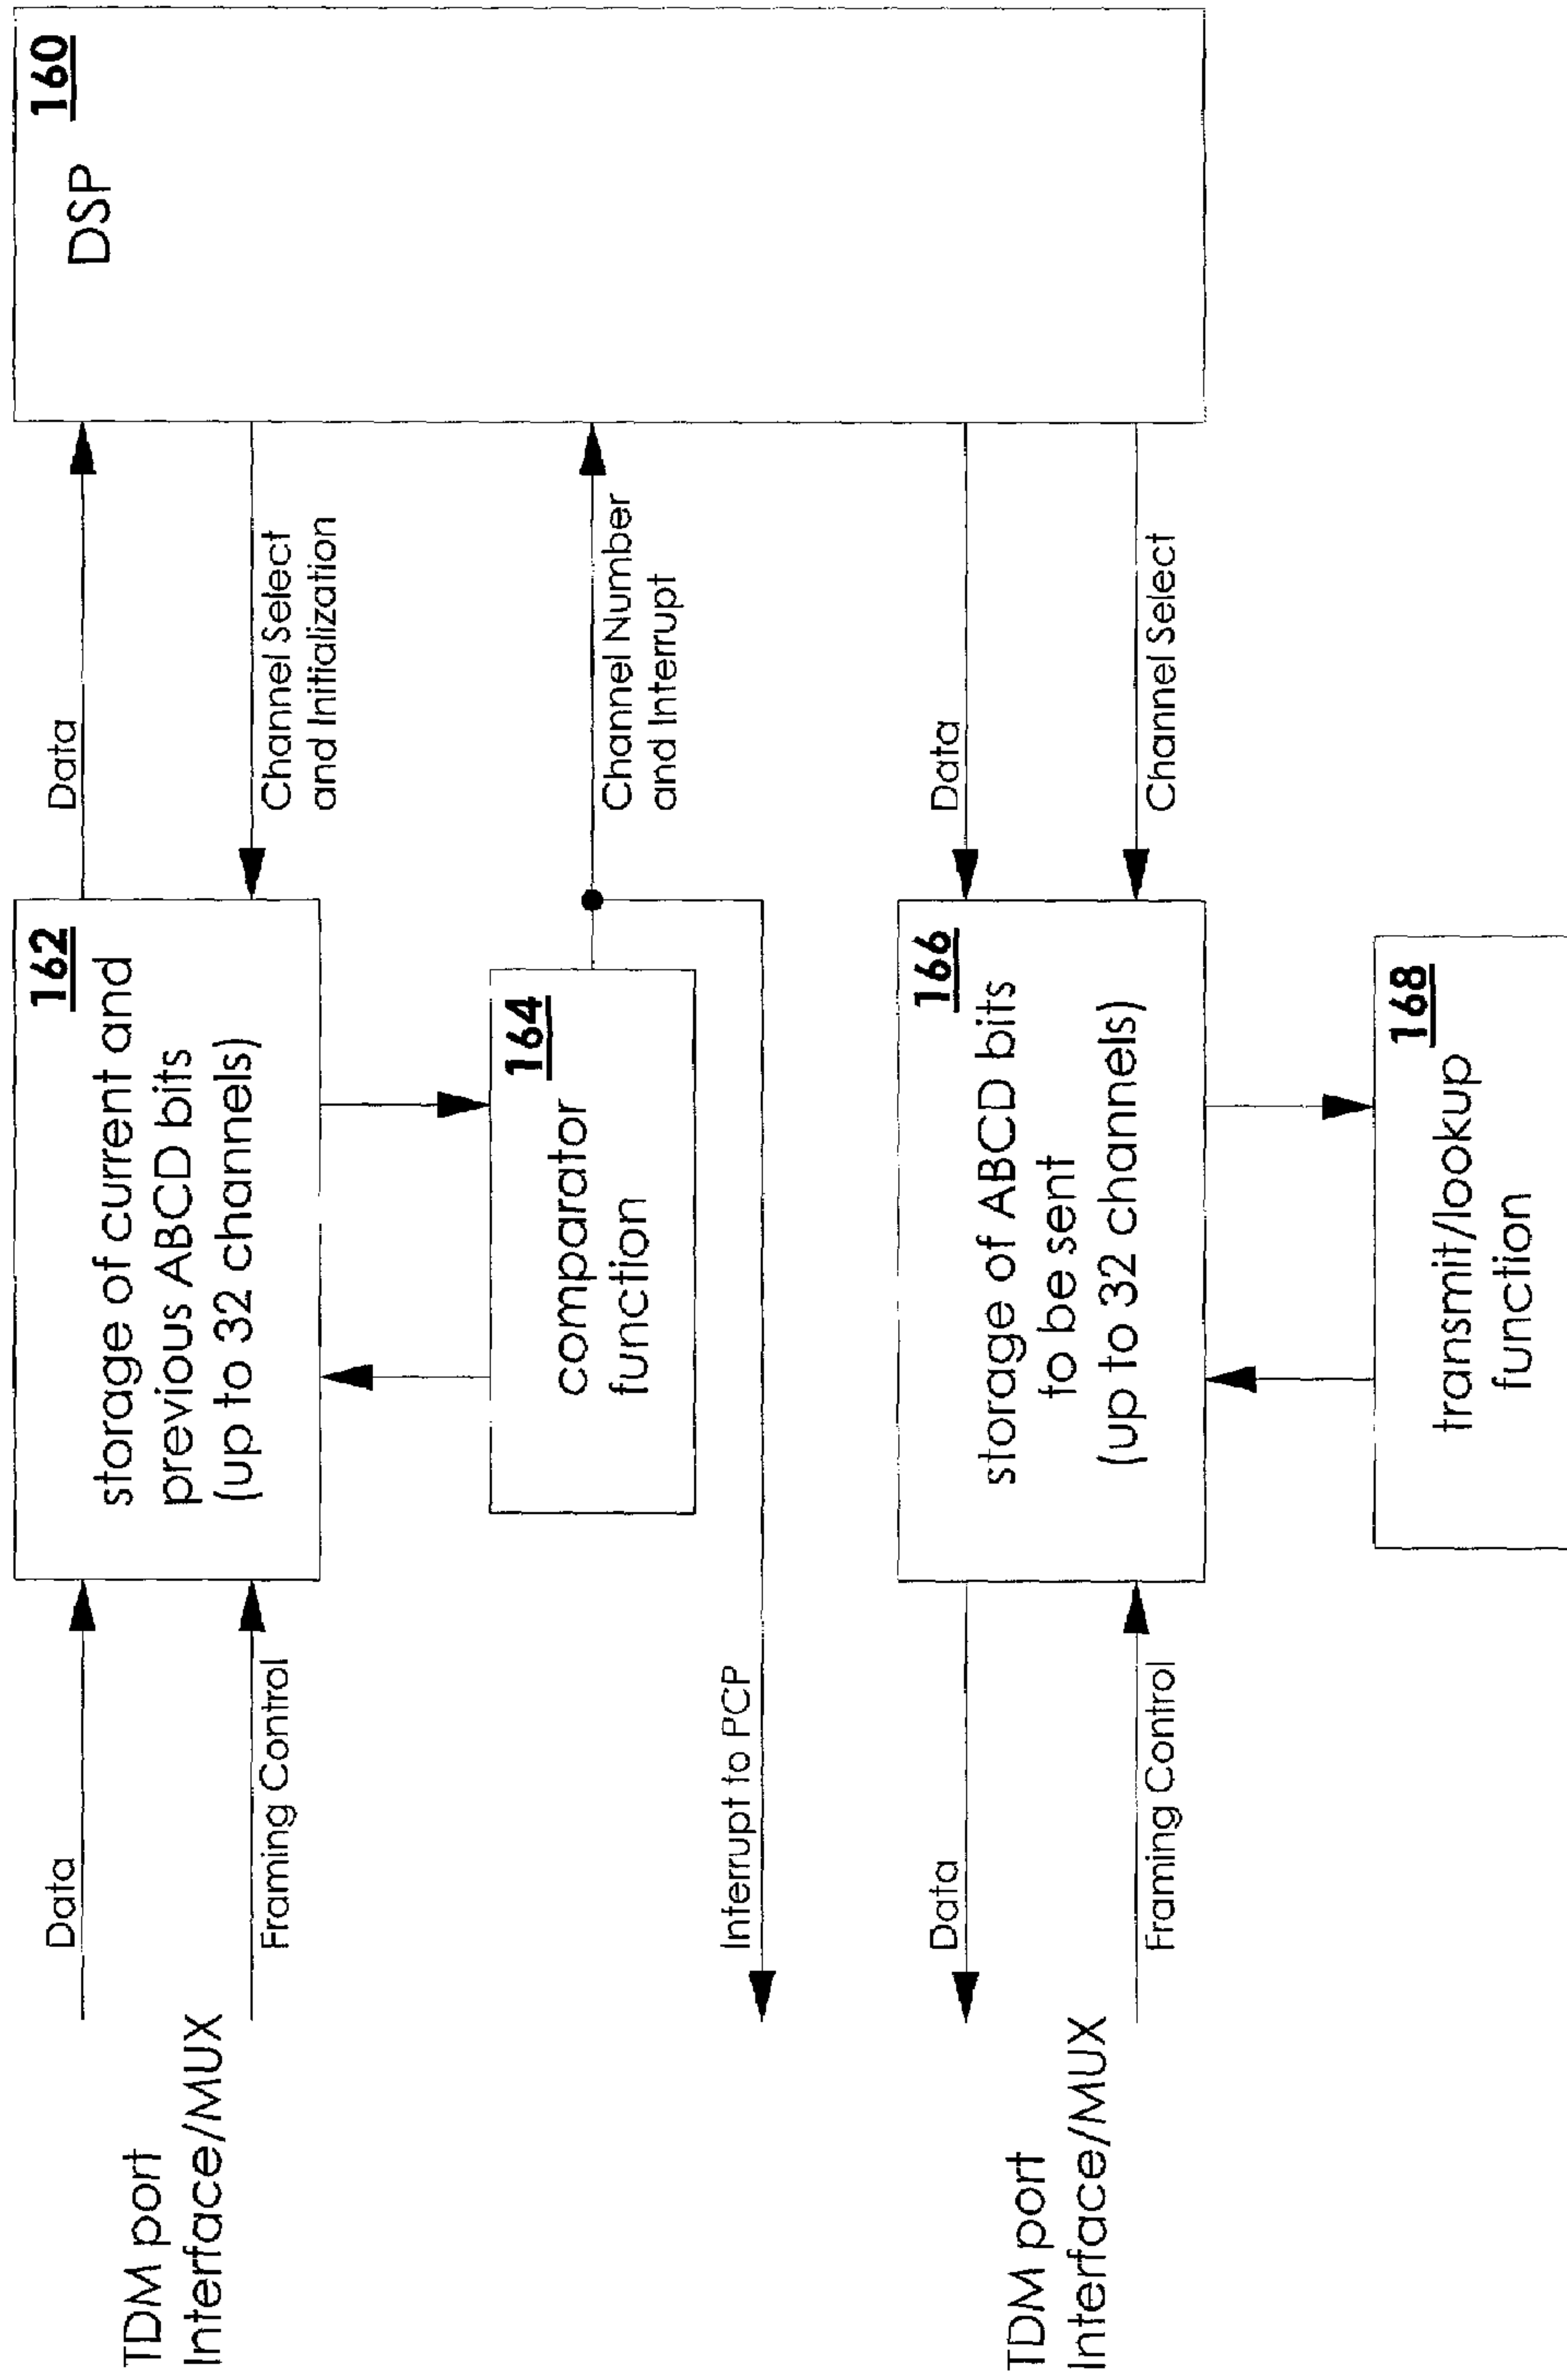 TDM port
Interface/MUX
Data
Framing Control
162
storage of current and
previous ABCD bits
(up to 32 channels)
Data
Channel Select
and Initialization
160
DSP
164
comparator
function
Channel Number
and Interrupt
Interrupt to PCP
TDM port
Interface/MUX
Data
Framing Control
166
storage of ABCD bits
to be sent
(up to 32 channels)
Data
Channel Select
168
transmit/lookup
function